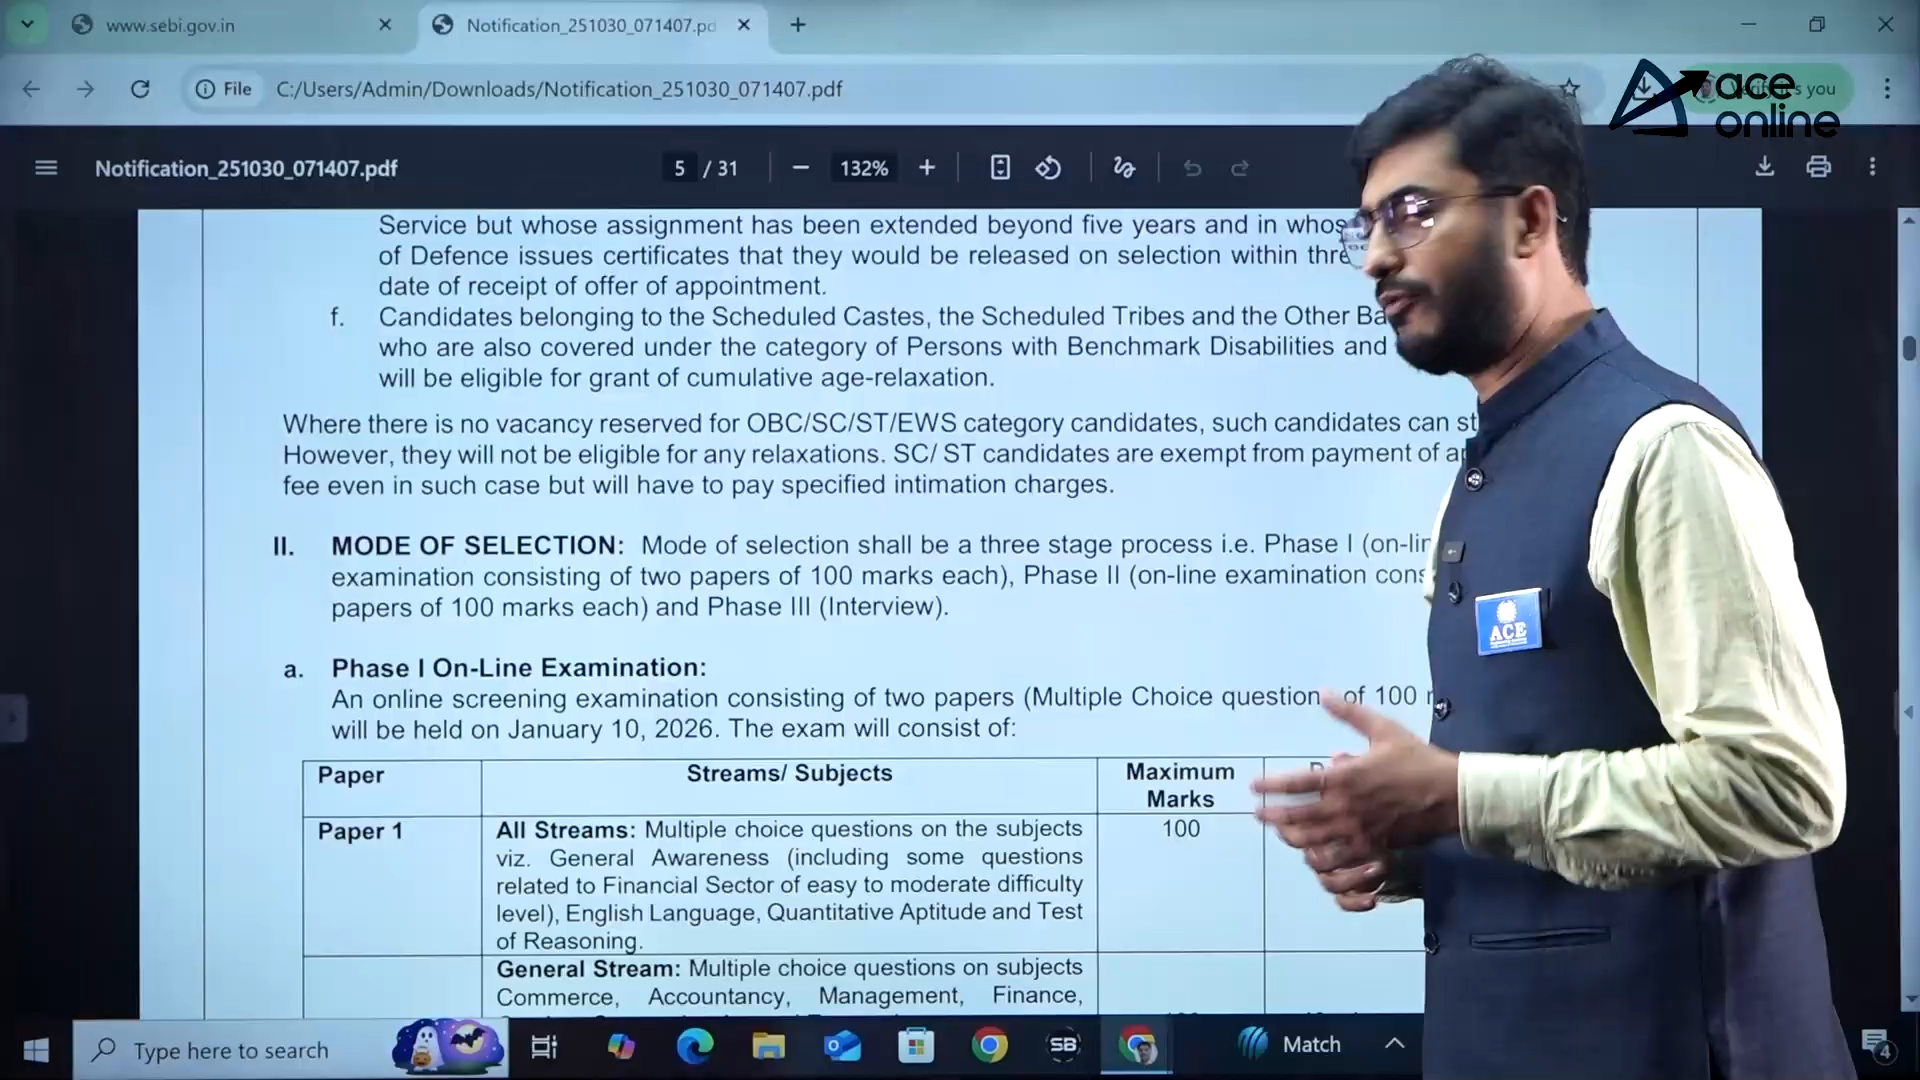 www.sebi.gov.in
Notification_251030_071407.pd
File
C:/Users/Admin/Downloads/Notification_251030_071407.pdf
you
ace
online
Notification_251030_071407.pdf
5 / 31
132%
Service but whose assignment has been extended beyond five years and in whos
of Defence issues certificates that they would be released on selection within thre
date of receipt of offer of appointment.
f. Candidates belonging to the Scheduled Castes, the Scheduled Tribes and the Other Ba
who are also covered under the category of Persons with Benchmark Disabilities and
will be eligible for grant of cumulative age-relaxation.
Where there is no vacancy reserved for OBC/SC/ST/EWS category candidates, such candidates can st
However, they will not be eligible for any relaxations. SC/ ST candidates are exempt from payment of ap
fee even in such case but will have to pay specified intimation charges.
II. MODE OF SELECTION: Mode of selection shall be a three stage process i.e. Phase I (on-lin
examination consisting of two papers of 100 marks each), Phase II (on-line examination cons
papers of 100 marks each) and Phase III (Interview).
a. Phase I On-Line Examination:
An online screening examination consisting of two papers (Multiple Choice question of 100
will be held on January 10, 2026. The exam will consist of:
Paper
Streams/ Subjects
Maximum
Marks
Paper 1
All Streams: Multiple choice questions on the subjects
viz. General Awareness (including some questions
related to Financial Sector of easy to moderate difficulty
level), English Language, Quantitative Aptitude and Test
of Reasoning.
100
General Stream: Multiple choice questions on subjects
Commerce, Accountancy, Management, Finance,
ACE
Type here to search
SB
Match
4